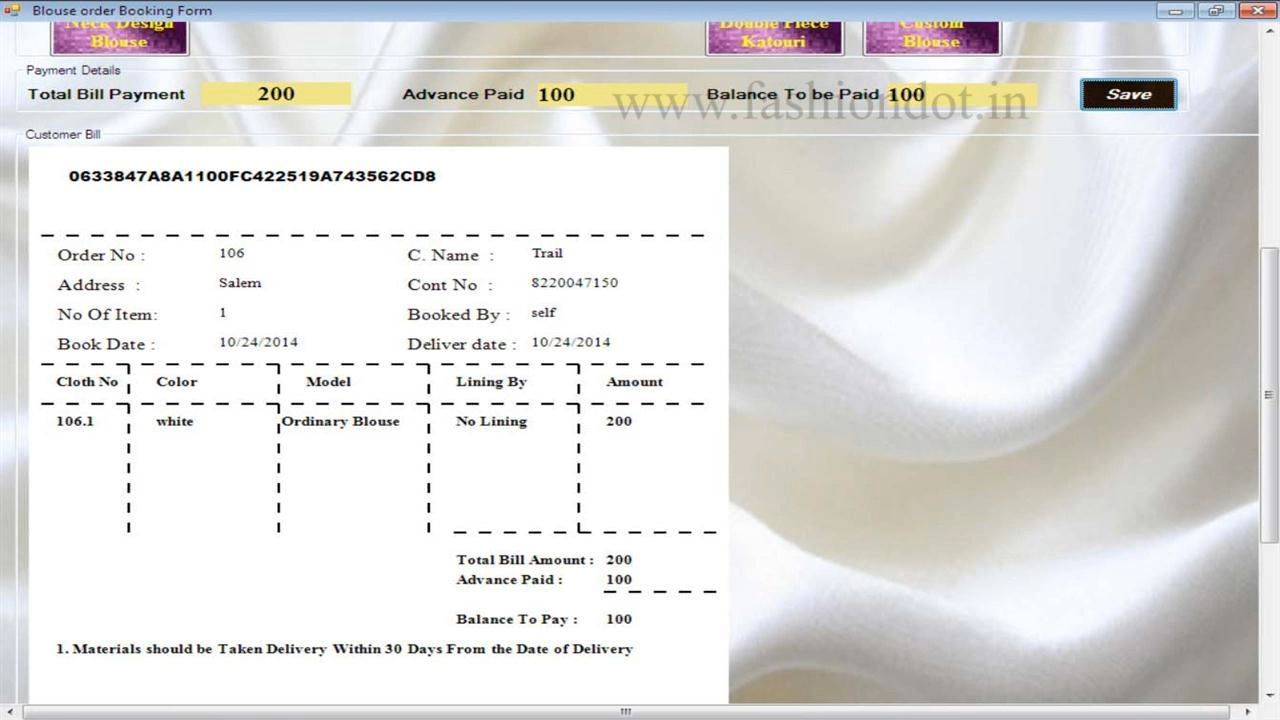 Blouse order Booking Form
Neck Design
Blouse
Double Piece
Katouri
Custom
Blouse
Payment Details
Total Bill Payment 200 Advance Paid 100 Balance To be Paid 100 Save
www.fashiondot.in
Customer Bill
0633847A8A1100FC422519A743562CD8
Order No : 106 C. Name : Trail
Address : Salem Cont No : 8220047150
No Of Item: 1 Booked By : self
Book Date : 10/24/2014 Deliver date : 10/24/2014
Cloth No Color Model Lining By Amount
106.1 white Ordinary Blouse No Lining 200
Total Bill Amount : 200
Advance Paid : 100
Balance To Pay : 100
1. Materials should be Taken Delivery Within 30 Days From the Date of Delivery